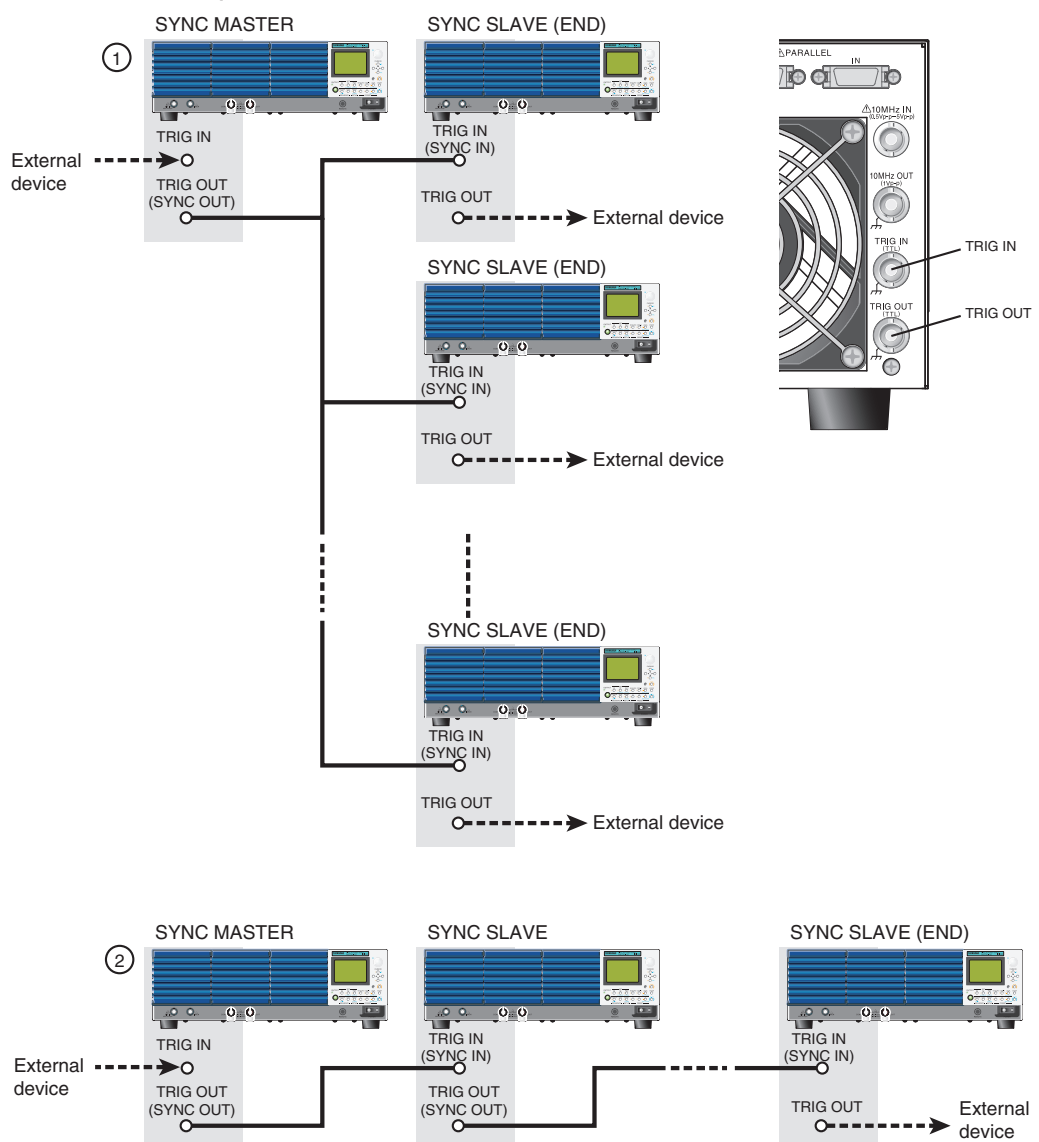 SYNC MASTER
SYNC SLAVE (END)
1
TRIG IN
External
device
TRIG OUT
(SYNC OUT)
TRIG IN
(SYNC IN)
TRIG OUT
External device
SYNC SLAVE (END)
TRIG IN
(SYNC IN)
TRIG OUT
External device
SYNC SLAVE (END)
TRIG IN
(SYNC IN)
TRIG OUT
External device
PARALLEL
IN
10MHz IN
(0.5Vp-p–5Vp-p)
10MHz OUT
(1Vp-p)
TRIG IN
(TTL)
TRIG OUT
(TTL)
TRIG IN
TRIG OUT
SYNC MASTER
SYNC SLAVE
SYNC SLAVE (END)
2
TRIG IN
External
device
TRIG OUT
(SYNC OUT)
TRIG IN
(SYNC IN)
TRIG OUT
(SYNC OUT)
TRIG IN
(SYNC IN)
TRIG OUT
External
device